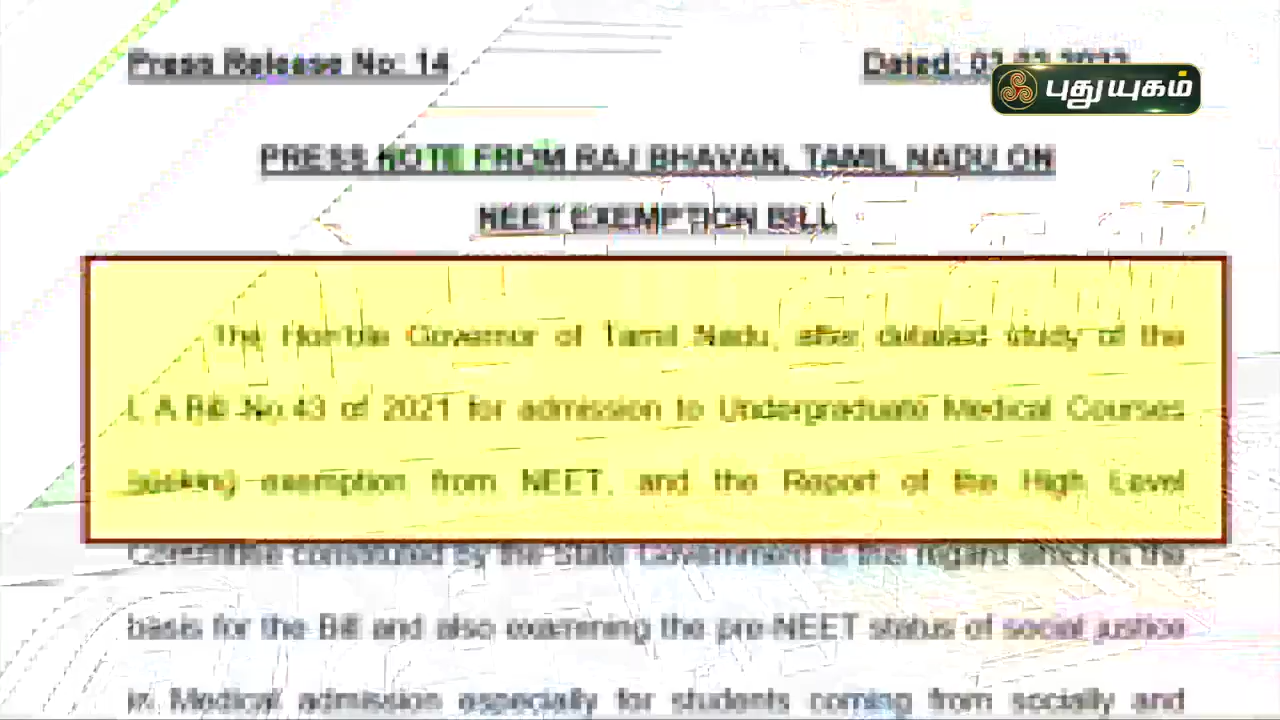 Press Release No: 14
Dated:
புதுயுகம்
PRESS NOTE FROM RAJ BHAVAN, TAMIL NADU ON
NEET EXEMPTION BILL
The Hon'ble Governor of Tamil Nadu, after detailed study of the
L.A.Bill No.43 of 2021 for admission to Undergraduate Medical Courses
seeking exemption from NEET, and the Report of the High Level
Committee constituted by the State Government in this regard which is the
basis for the Bill and also examining the pre-NEET status of social justice
in Medical admission especially for students coming from socially and